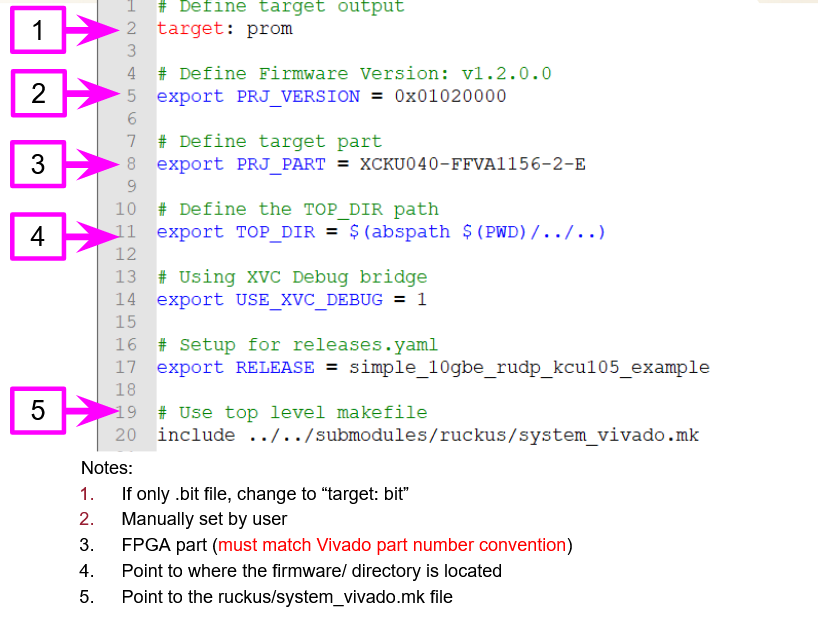 1 # Define target output
1 2 target: prom
3
4 # Define Firmware Version: v1.2.0.0
2 5 export PRJ_VERSION = 0x01020000
6
7 # Define target part
3 8 export PRJ_PART = XCKU040-FFVA1156-2-E
9
10 # Define the TOP_DIR path
4 11 export TOP_DIR = $(abspath $(PWD)/../..)
12
13 # Using XVC Debug bridge
14 export USE_XVC_DEBUG = 1
15
16 # Setup for releases.yaml
17 export RELEASE = simple_10gbe_rudp_kcu105_example
18
5 19 # Use top level makefile
20 include ../../submodules/ruckus/system_vivado.mk
Notes:
1. If only .bit file, change to “target: bit”
2. Manually set by user
3. FPGA part (must match Vivado part number convention)
4. Point to where the firmware/ directory is located
5. Point to the ruckus/system_vivado.mk file